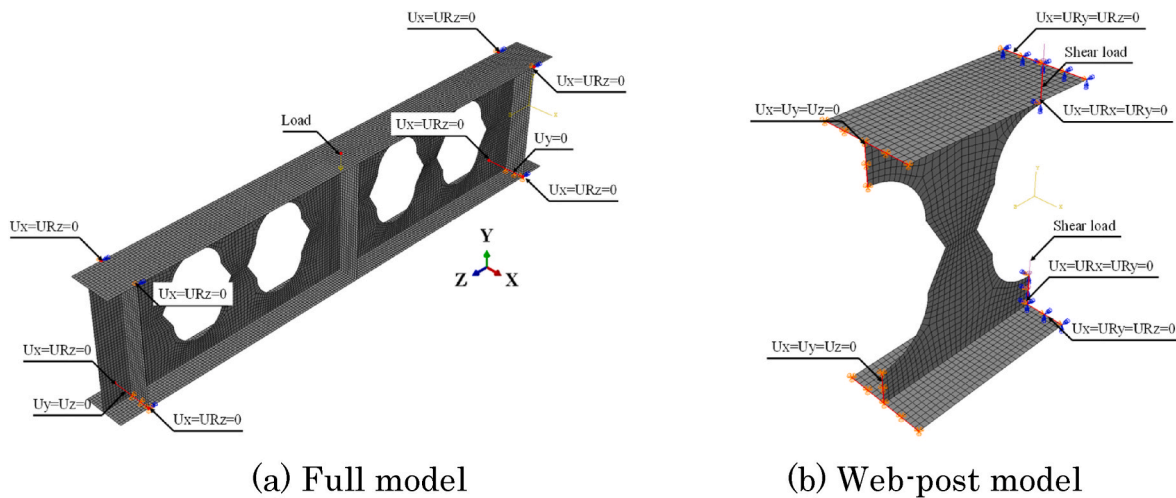 Ux=URz=0
Ux=URz=0
Load
Ux=URz=0
Uy=0
Ux=URz=0
Ux=URz=0
Ux=URz=0
Y
Z
X
Ux=URz=0
Uy=Uz=0
Ux=URz=0
(a) Full model
Ux=URy=URz=0
Shear load
Ux=Uy=Uz=0
Ux=URx=URy=0
Shear load
Ux=URx=URy=0
Ux=URy=URz=0
Ux=Uy=Uz=0
(b) Web-post model